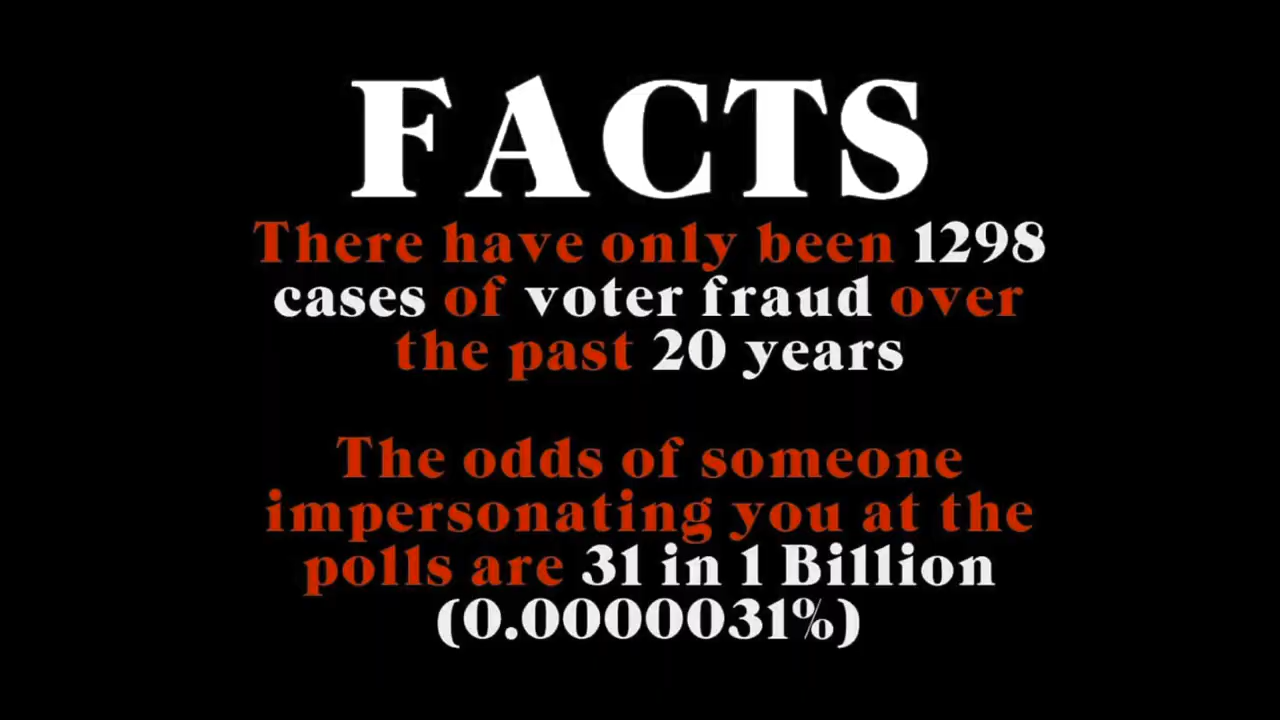 FACTS
There have only been 1298
cases of voter fraud over
the past 20 years
The odds of someone
impersonating you at the
polls are 31 in 1 Billion
(0.0000031%)